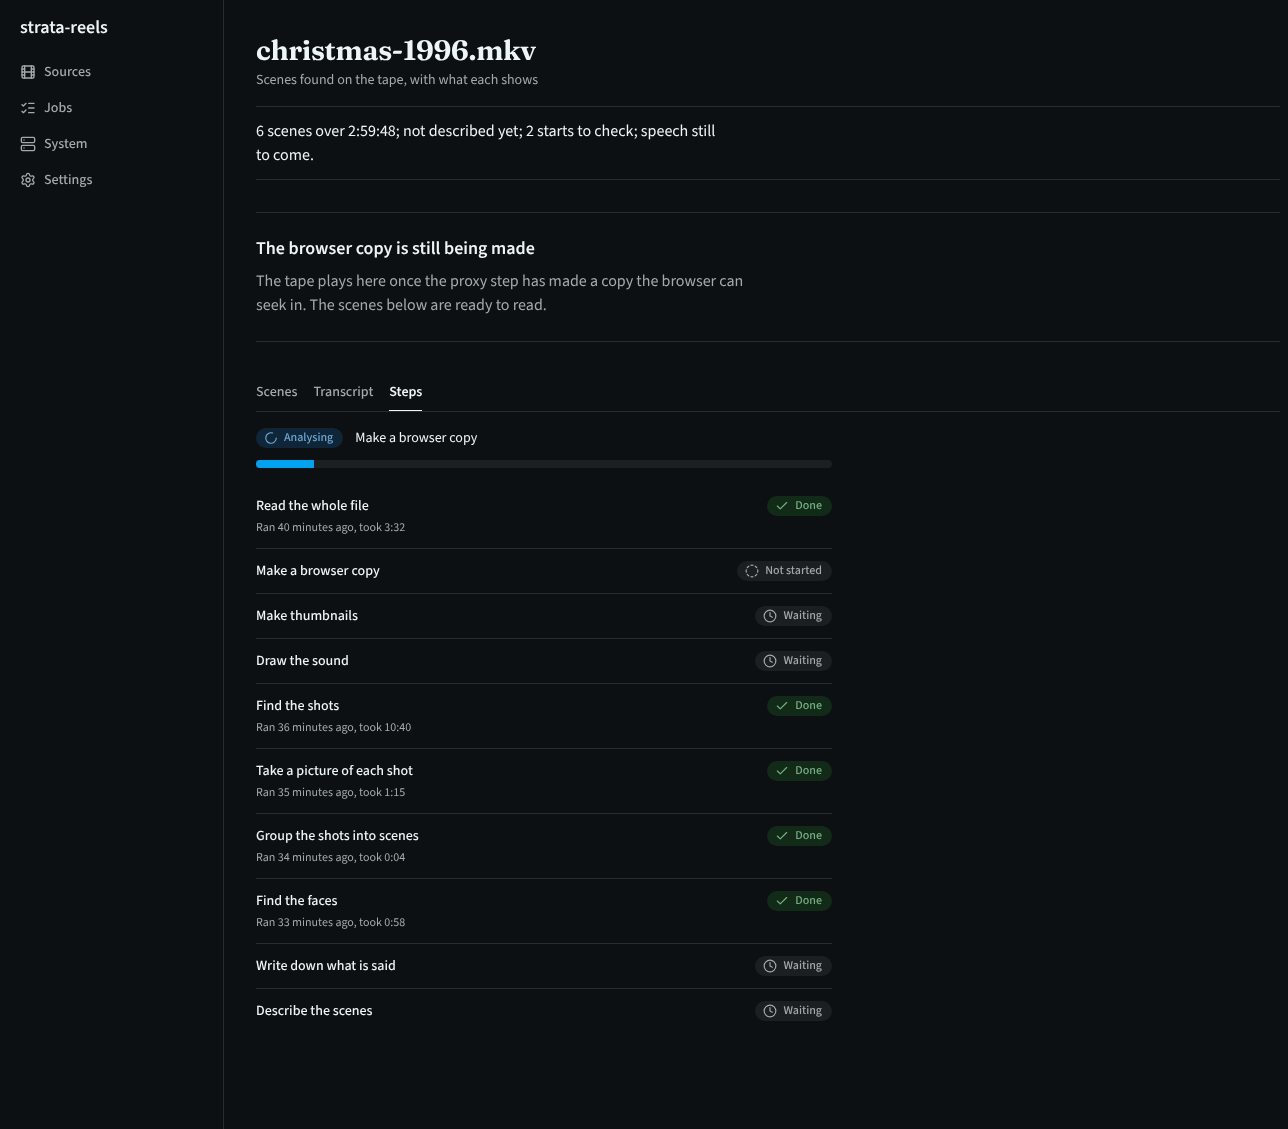 strata-reels
Sources
Jobs
System
Settings
christmas-1996.mkv
Scenes found on the tape, with what each shows
6 scenes over 2:59:48; not described yet; 2 starts to check; speech still
to come.
The browser copy is still being made
The tape plays here once the proxy step has made a copy the browser can
seek in. The scenes below are ready to read.
Scenes Transcript Steps
Analysing Make a browser copy
Read the whole file Done
Ran 40 minutes ago, took 3:32
Make a browser copy Not started
Make thumbnails Waiting
Draw the sound Waiting
Find the shots Done
Ran 36 minutes ago, took 10:40
Take a picture of each shot Done
Ran 35 minutes ago, took 1:15
Group the shots into scenes Done
Ran 34 minutes ago, took 0:04
Find the faces Done
Ran 33 minutes ago, took 0:58
Write down what is said Waiting
Describe the scenes Waiting